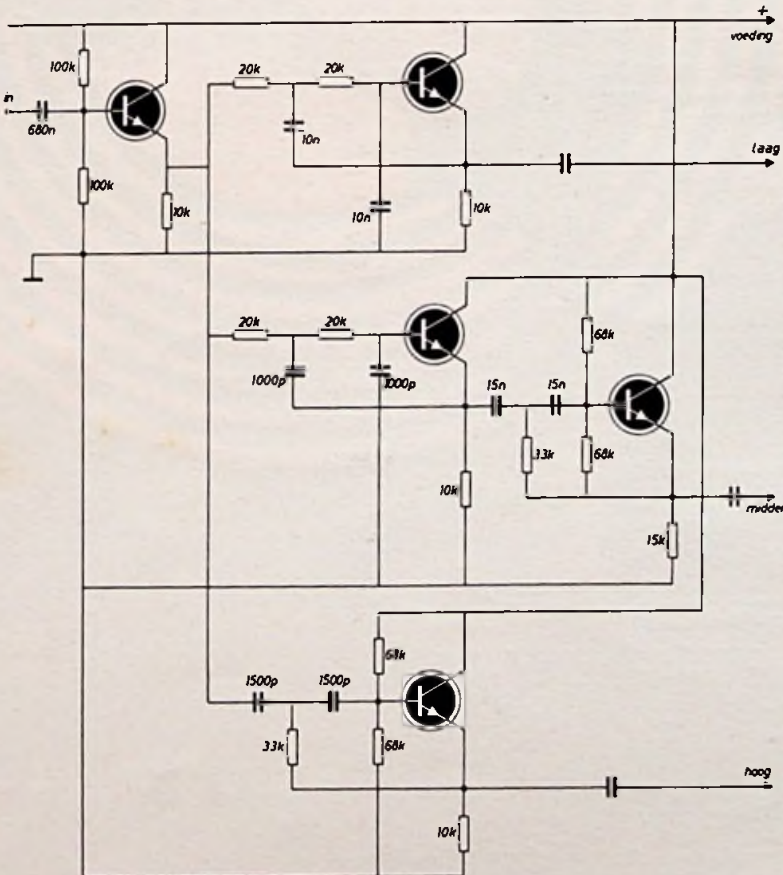 +
voeding
100k
in
680n
100k
10k
20k
20k
10n
10n
laag
10k
20k
20k
1000p
1000p
68k
15n
15n
33k
68k
10k
midden
15k
68k
1500p
1500p
33k
68k
hoog
10k